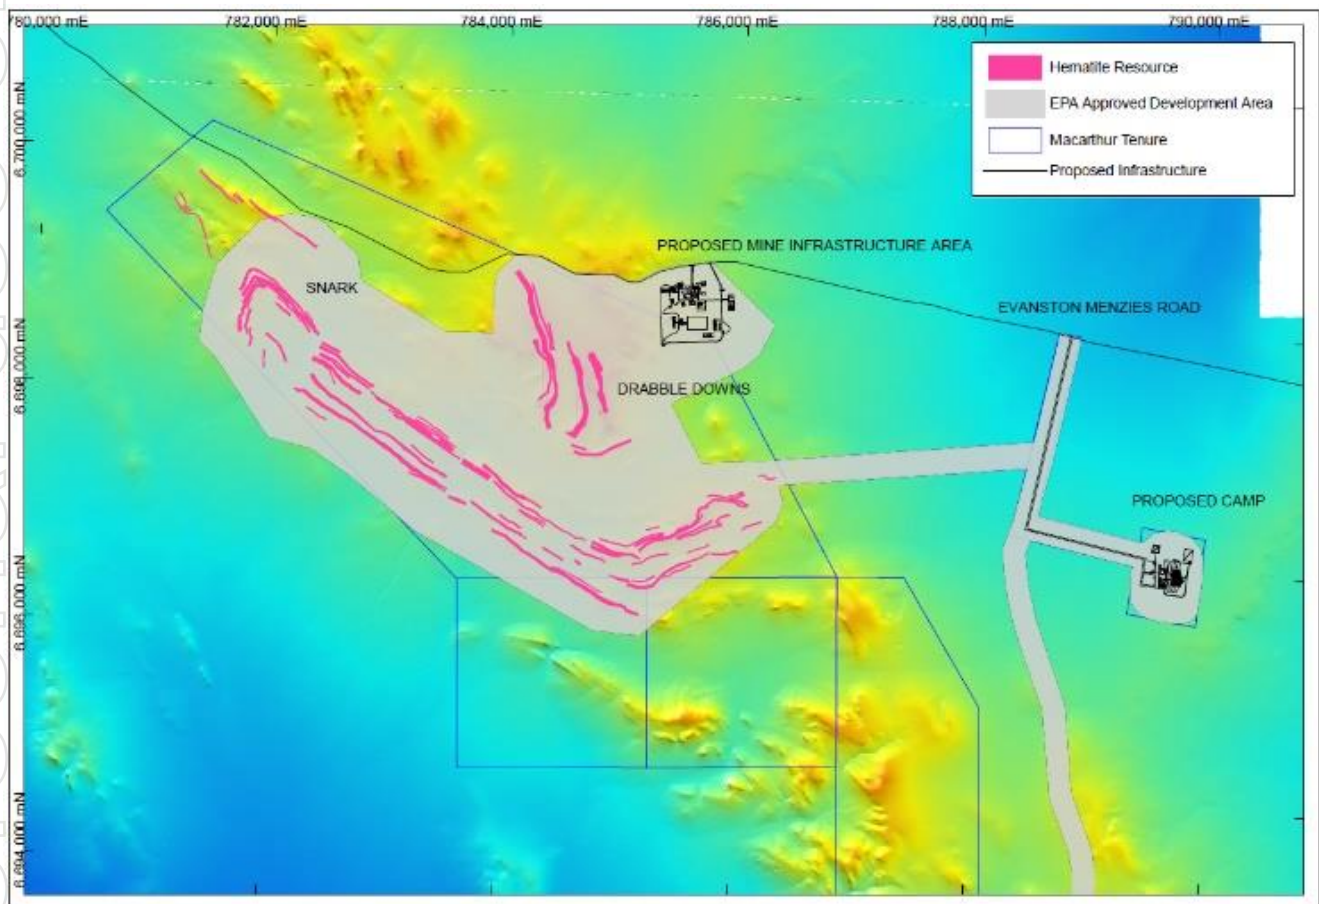 780,000 mE
782,000 mE
784,000 mE
786,000 mE
788,000 mE
790,000 mE
Hematite Resource
EPA Approved Development Area
Macarthur Tenure
Proposed Infrastructure
6,700,000 mN
PROPOSED MINE INFRASTRUCTURE AREA
SNARK
EVANSTON MENZIES ROAD
6,698,000 mN
DRABBLE DOWNS
PROPOSED CAMP
6,696,000 mN
6,694,000 mN